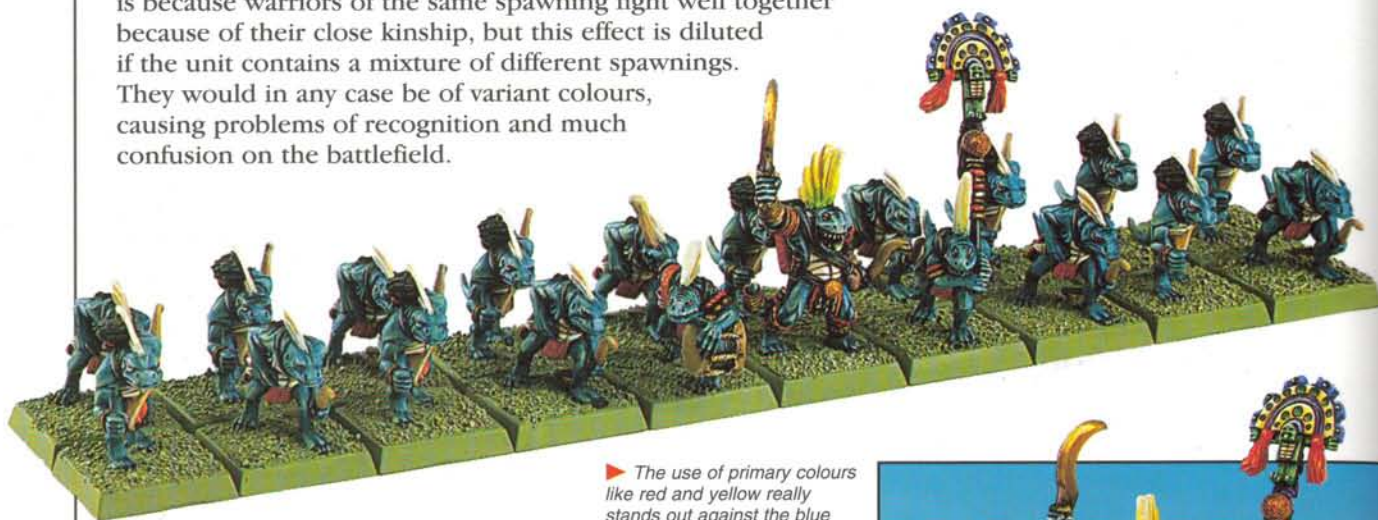 is because warriors of the same spawning fight well together
because of their close kinship, but this effect is diluted
if the unit contains a mixture of different spawnings.
They would in any case be of variant colours,
causing problems of recognition and much
confusion on the battlefield.
The use of primary colours
like red and yellow really
stands out against the blue